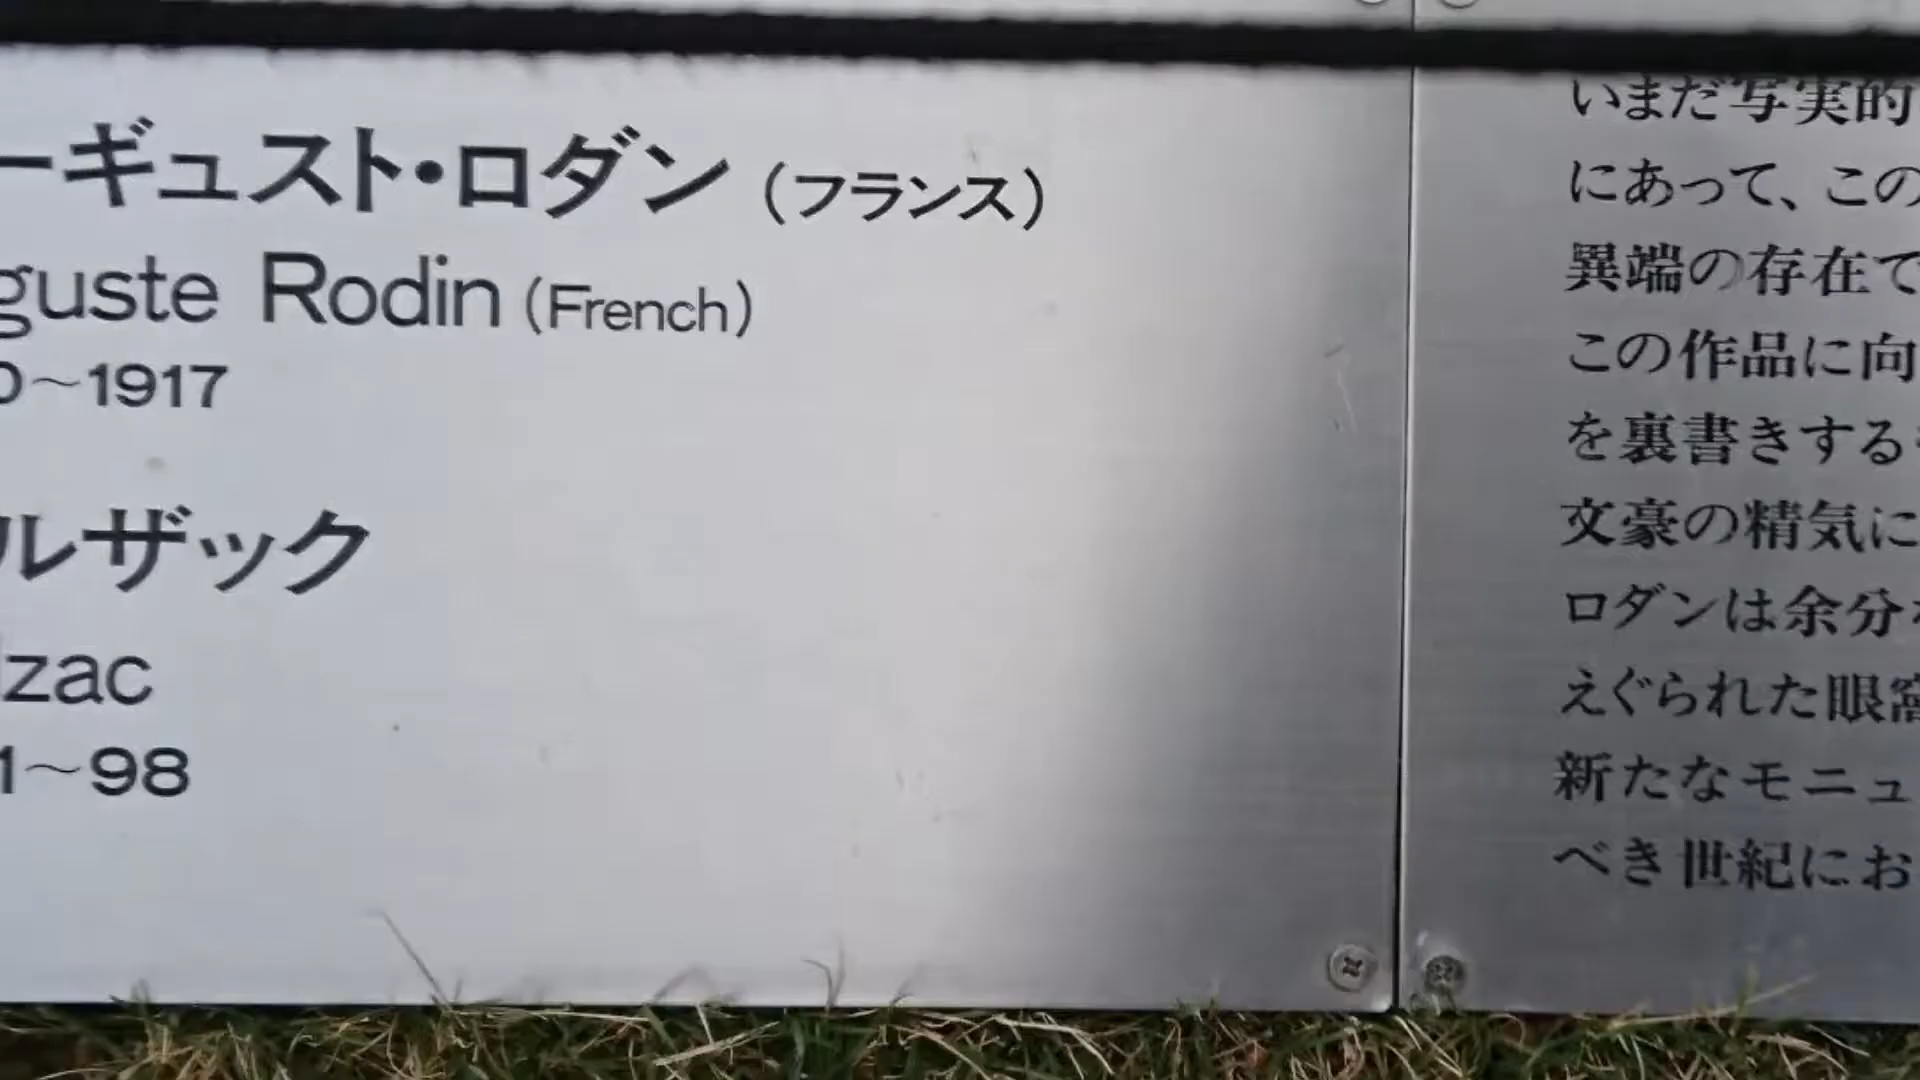 ーギュスト・ロダン（フランス）
guste Rodin (French)
0～1917
ルザック
lzac
1～98
いまだ写実的
にあって、この
異端の存在で
この作品に向
を裏書きする
文豪の精気に
ロダンは余分
えぐられた眼窩
新たなモニュ
べき世紀にお